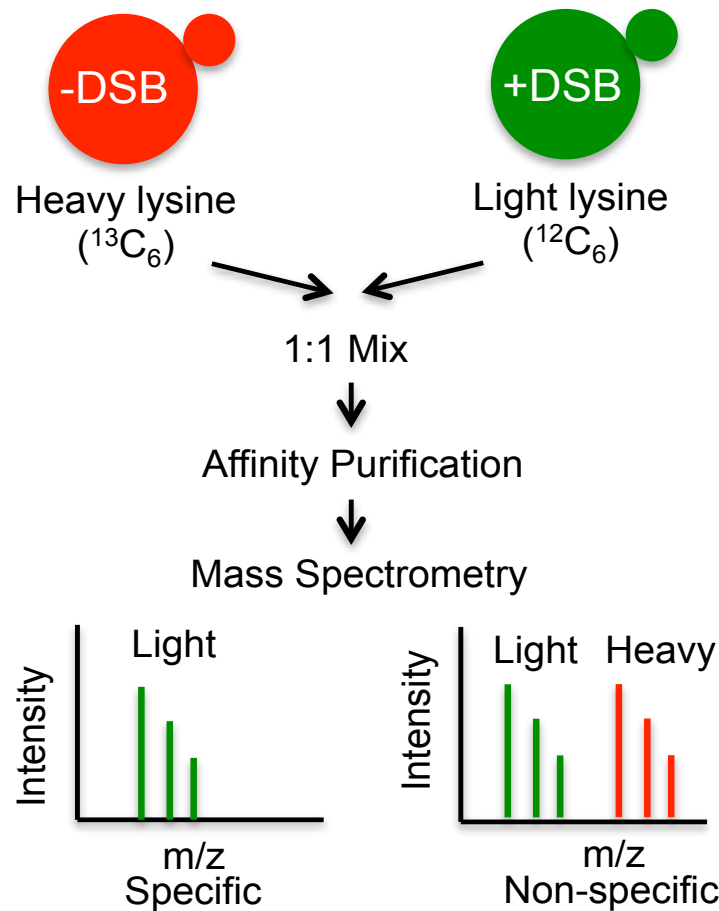 -DSB
+DSB
Heavy lysine
(¹³C₆)
Light lysine
(¹²C₆)
1:1 Mix
Affinity Purification
Mass Spectrometry
Intensity
Light
m/z
Specific
Intensity
Light
Heavy
m/z
Non-specific